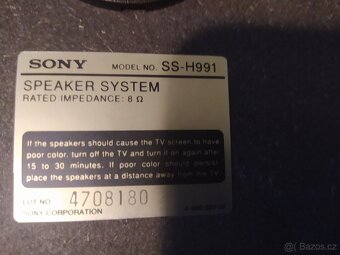 SONY MODEL NO. SS-H991
SPEAKER SYSTEM
RATED IMPEDANCE: 8 Ω
If the speakers should cause the TV screen to have
poor color, turn off the TV and turn it on again after
15 to 30 minutes. If poor color should persist,
place the speakers at a distance away from the TV.
LOT NO. 4708180
SONY CORPORATION
bazoš.cz